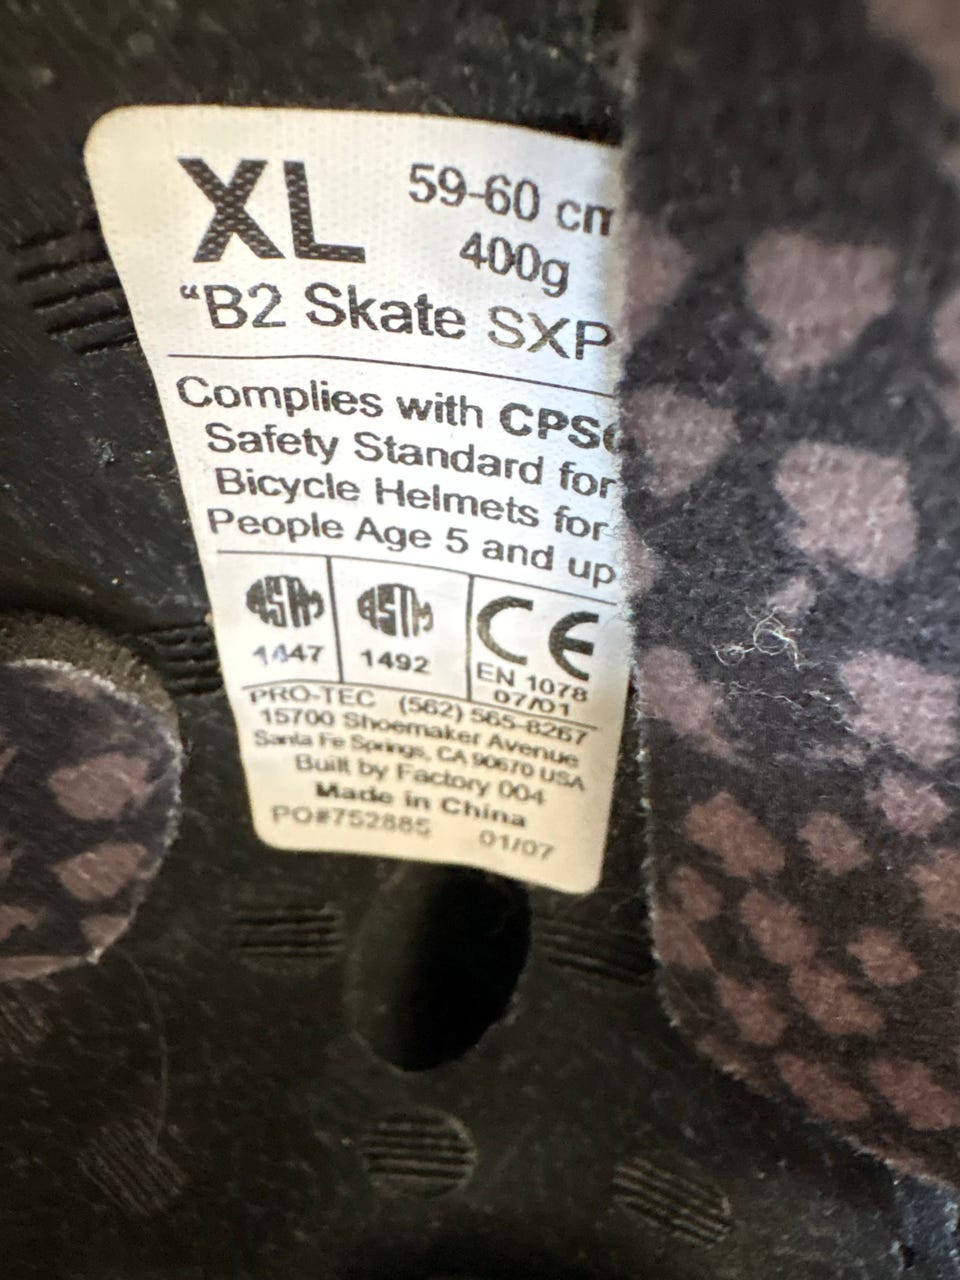 XL 59-60 cm
400g
"B2 Skate SXP
Complies with CPSC
Safety Standard for
Bicycle Helmets for
People Age 5 and up
ASTM ASTM CE
1447 1492 EN 1078
07/01
PRO-TEC (562) 565-8267
15700 Shoemaker Avenue
Santa Fe Springs, CA 90670 USA
Built by Factory 004
Made in China
PO#752885 01/07